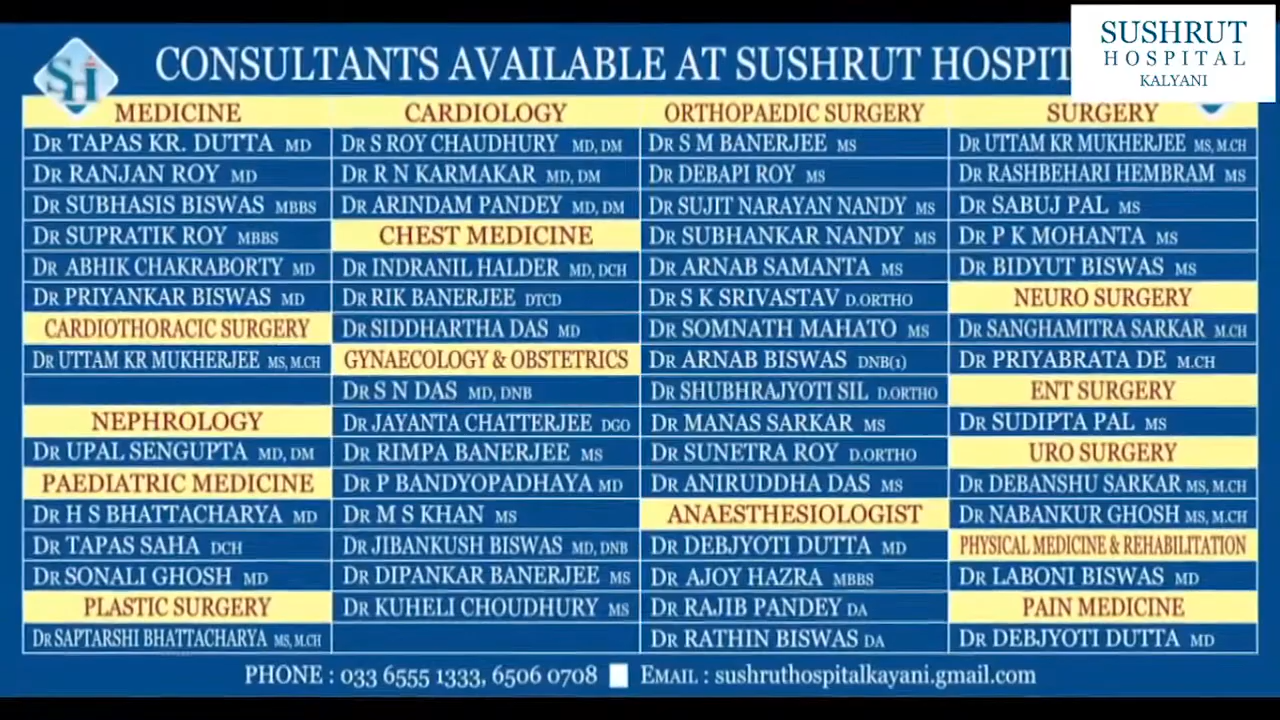 SUSHRUT
HOSPITAL
KALYANI
SHi
CONSULTANTS AVAILABLE AT SUSHRUT HOSPIT
MEDICINE
DR TAPAS KR. DUTTA MD
DR RANJAN ROY MD
DR SUBHASIS BISWAS MBBS
DR SUPRATIK ROY MBBS
DR ABHIK CHAKRABORTY MD
DR PRIYANKAR BISWAS MD
CARDIOTHORACIC SURGERY
DR UTTAM KR MUKHERJEE MS, M.CH
NEPHROLOGY
DR UPAL SENGUPTA MD, DM
PAEDIATRIC MEDICINE
DR H S BHATTACHARYA MD
DR TAPAS SAHA DCH
DR SONALI GHOSH MD
PLASTIC SURGERY
DR SAPTARSHI BHATTACHARYA MS, M.CH
CARDIOLOGY
DR S ROY CHAUDHURY MD, DM
DR R N KARMAKAR MD, DM
DR ARINDAM PANDEY MD, DM
CHEST MEDICINE
DR INDRANIL HALDER MD, DCH
DR RIK BANERJEE DTCD
DR SIDDHARTHA DAS MD
GYNAECOLOGY & OBSTETRICS
DR S N DAS MD, DNB
DR JAYANTA CHATTERJEE DGO
DR RIMPA BANERJEE MS
DR P BANDYOPADHAYA MD
DR M S KHAN MS
DR JIBANKUSH BISWAS MD, DNB
DR DIPANKAR BANERJEE MS
DR KUHELI CHOUDHURY MS
ORTHOPAEDIC SURGERY
DR S M BANERJEE MS
DR DEBAPI ROY MS
DR SUJIT NARAYAN NANDY MS
DR SUBHANKAR NANDY MS
DR ARNAB SAMANTA MS
DR S K SRIVASTAV D.ORTHO
DR SOMNATH MAHATO MS
DR ARNAB BISWAS DNB(1)
DR SHUBHRAJYOTI SIL D.ORTHO
DR MANAS SARKAR MS
DR SUNETRA ROY D.ORTHO
DR ANIRUDDHA DAS MS
ANAESTHESIOLOGIST
DR DEBJYOTI DUTTA MD
DR AJOY HAZRA MBBS
DR RAJIB PANDEY DA
DR RATHIN BISWAS DA
SURGERY
DR UTTAM KR MUKHERJEE MS, M.CH
DR RASHBEHARI HEMBRAM MS
DR SABUJ PAL MS
DR P K MOHANTA MS
DR BIDYUT BISWAS MS
NEURO SURGERY
DR SANGHAMITRA SARKAR M.CH
DR PRIYABRATA DE M.CH
ENT SURGERY
DR SUDIPTA PAL MS
URO SURGERY
DR DEBANSHU SARKAR MS, M.CH
DR NABANKUR GHOSH MS, M.CH
PHYSICAL MEDICINE & REHABILITATION
DR LABONI BISWAS MD
PAIN MEDICINE
DR DEBJYOTI DUTTA MD
PHONE : 033 6555 1333, 6506 0708 EMAIL : sushruthospitalkayani.gmail.com